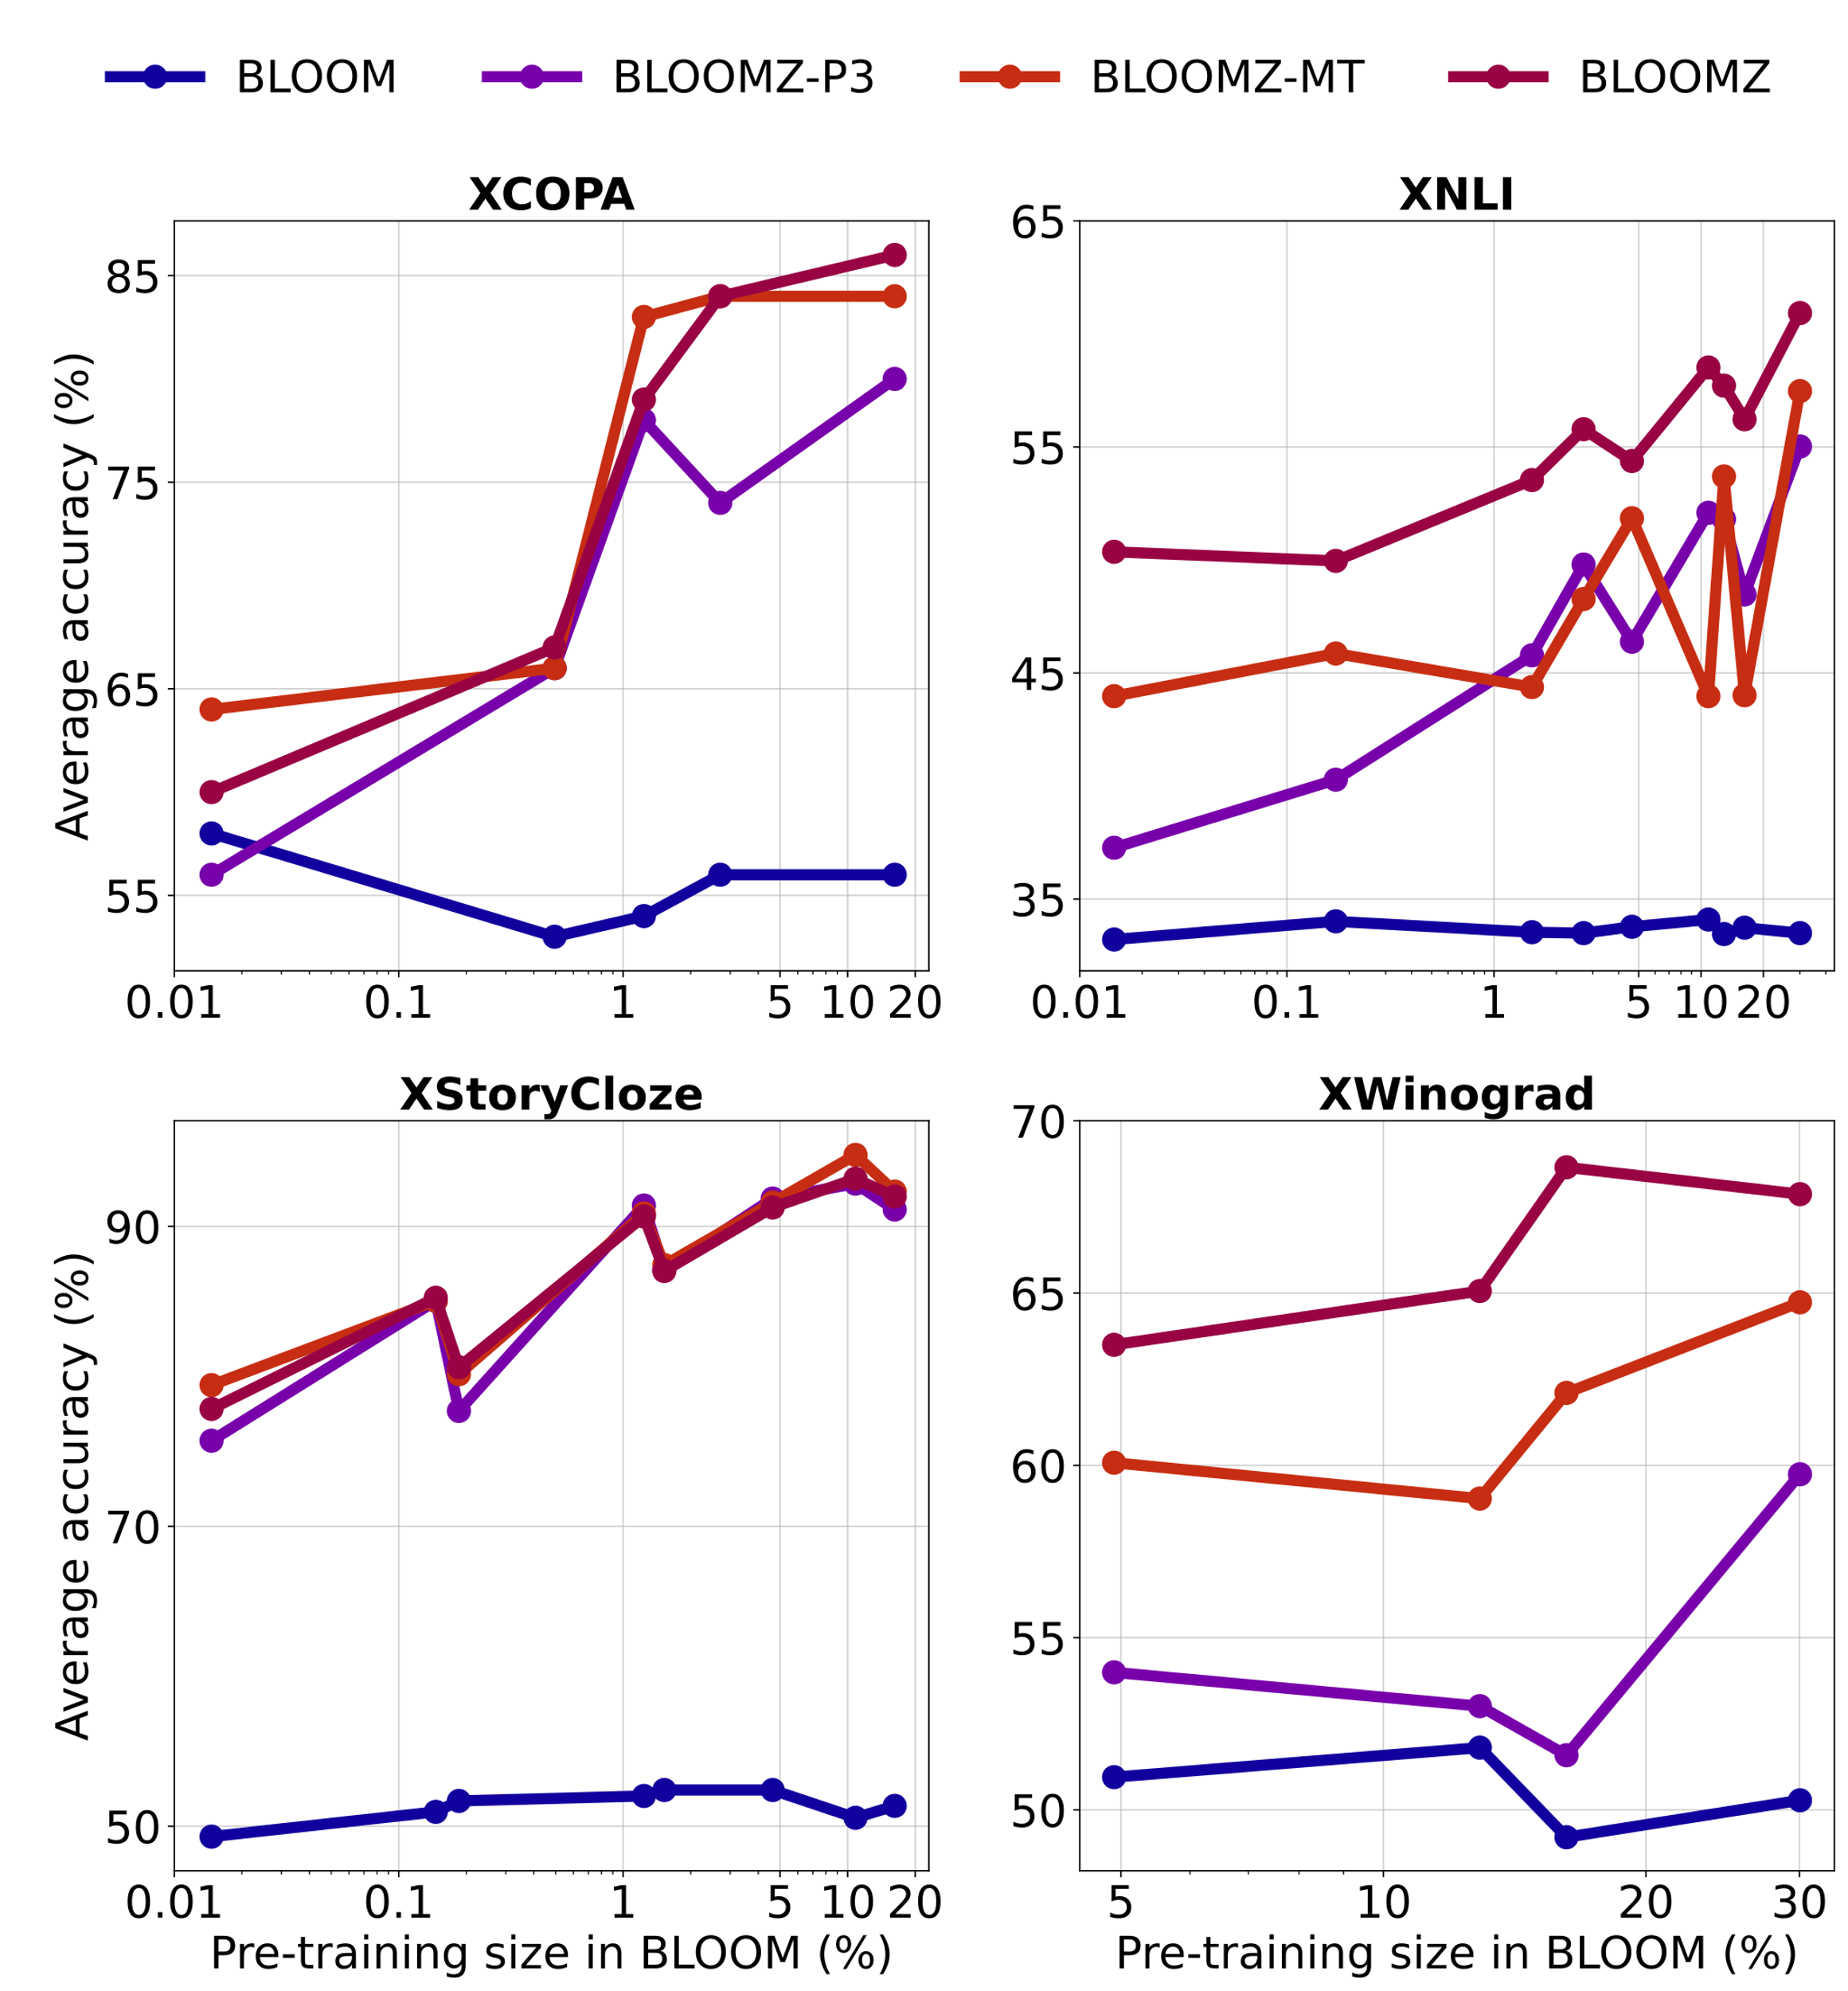 BLOOM BLOOMZ-P3 BLOOMZ-MT BLOOMZ
XCOPA
Average accuracy (%)
85
75
65
55
0.01 0.1 1 5 10 20
XNLI
65
55
45
35
0.01 0.1 1 5 10 20
XStoryCloze
Average accuracy (%)
90
70
50
0.01 0.1 1 5 10 20
Pre-training size in BLOOM (%)
XWinograd
70
65
60
55
50
5 10 20 30
Pre-training size in BLOOM (%)